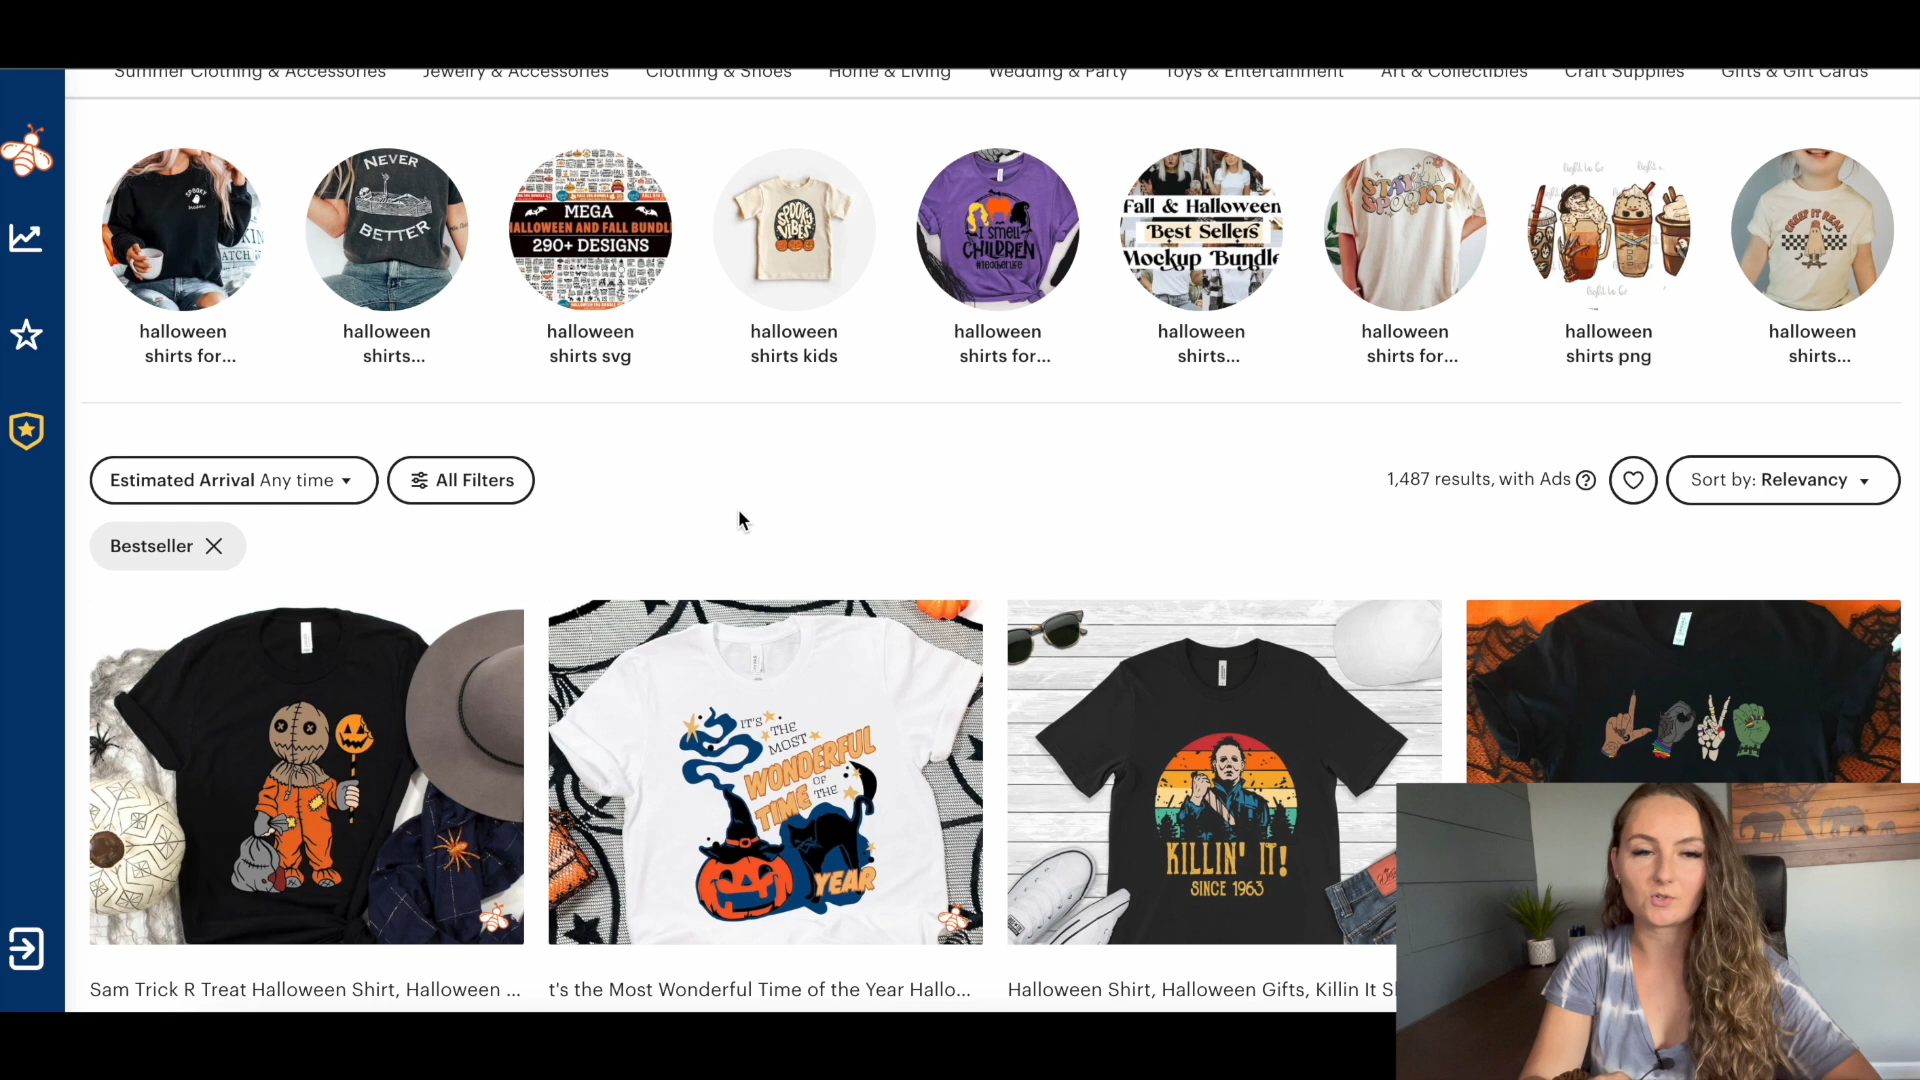 Summer Clothing & Accessories Jewelry & Accessories Clothing & Shoes Home & Living Wedding & Party Toys & Entertainment Art & Collectibles Craft Supplies Gifts & Gift Cards
SPOOKY
NEVER
BETTER
MEGA
HALLOWEEN AND FALL BUNDL
290+ DESIGNS
SPOOKY
VIBES
I smell
CHILDREN
#TEACHERLIFE
Fall & Halloween
Best Sellers
Mockup Bundle
STAY
SPOOKY
halloween shirts for...
halloween shirts...
halloween shirts svg
halloween shirts kids
halloween shirts for...
halloween shirts...
halloween shirts for...
halloween shirts png
halloween shirts...
Estimated Arrival Any time
All Filters
1,487 results, with Ads
Sort by: Relevancy
Bestseller
IT'S
THE
MOST
WONDERFUL
OF
TIME THE
YEAR
KILLIN' IT!
SINCE 1963
Sam Trick R Treat Halloween Shirt, Halloween ...
t's the Most Wonderful Time of the Year Hallo...
Halloween Shirt, Halloween Gifts, Killin It S